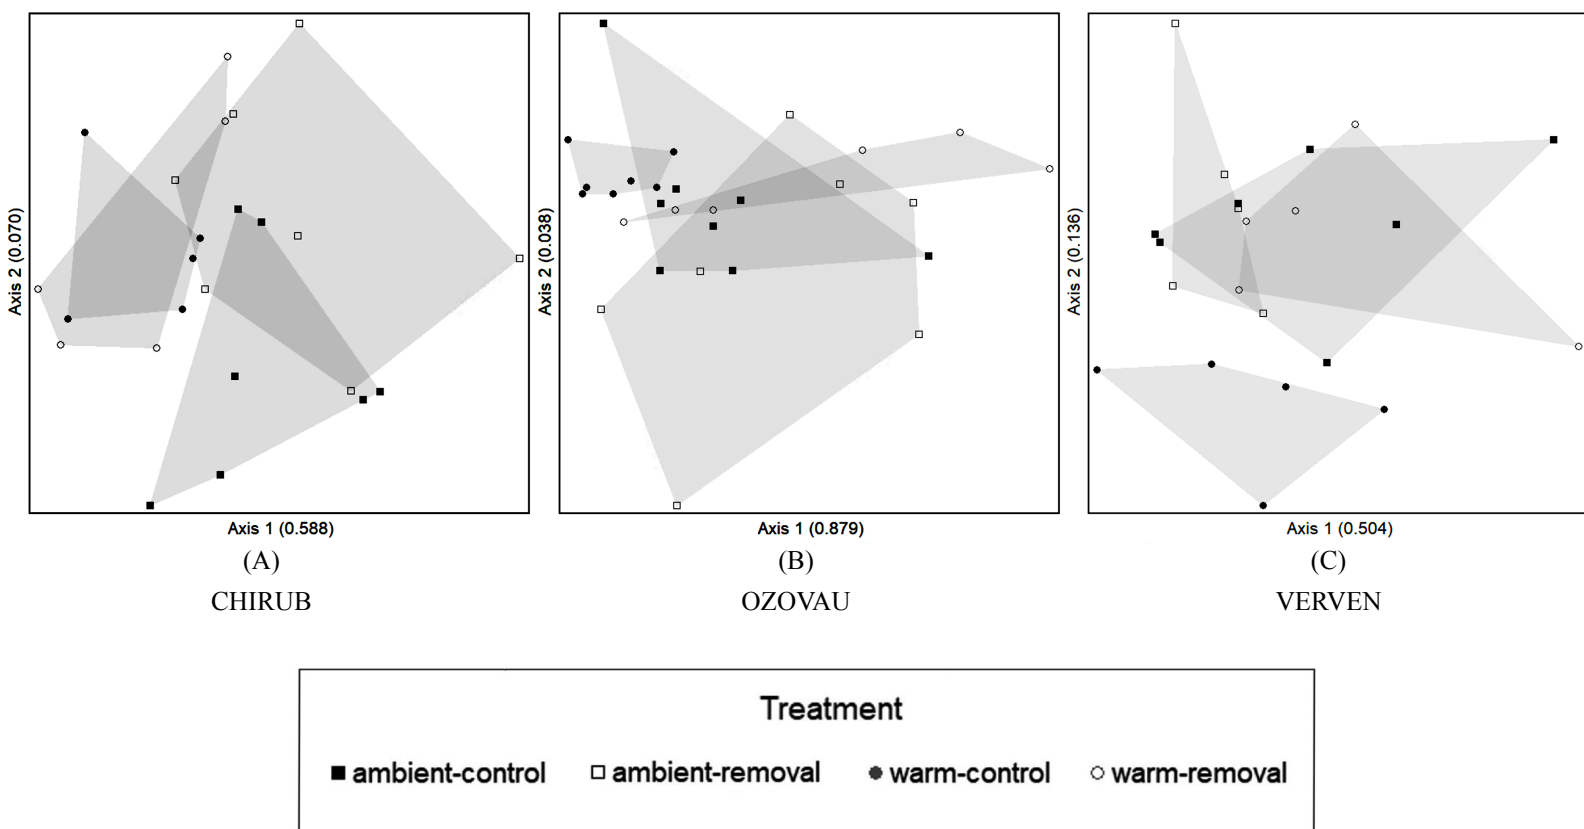 Axis 2 (0.070)
Axis 2 (0.038)
Axis 2 (0.136)
Axis 1 (0.588)
Axis 1 (0.879)
Axis 1 (0.504)
(A)
(B)
(C)
CHIRUB
OZOVAU
VERVEN
Treatment
ambient-control
ambient-removal
warm-control
warm-removal